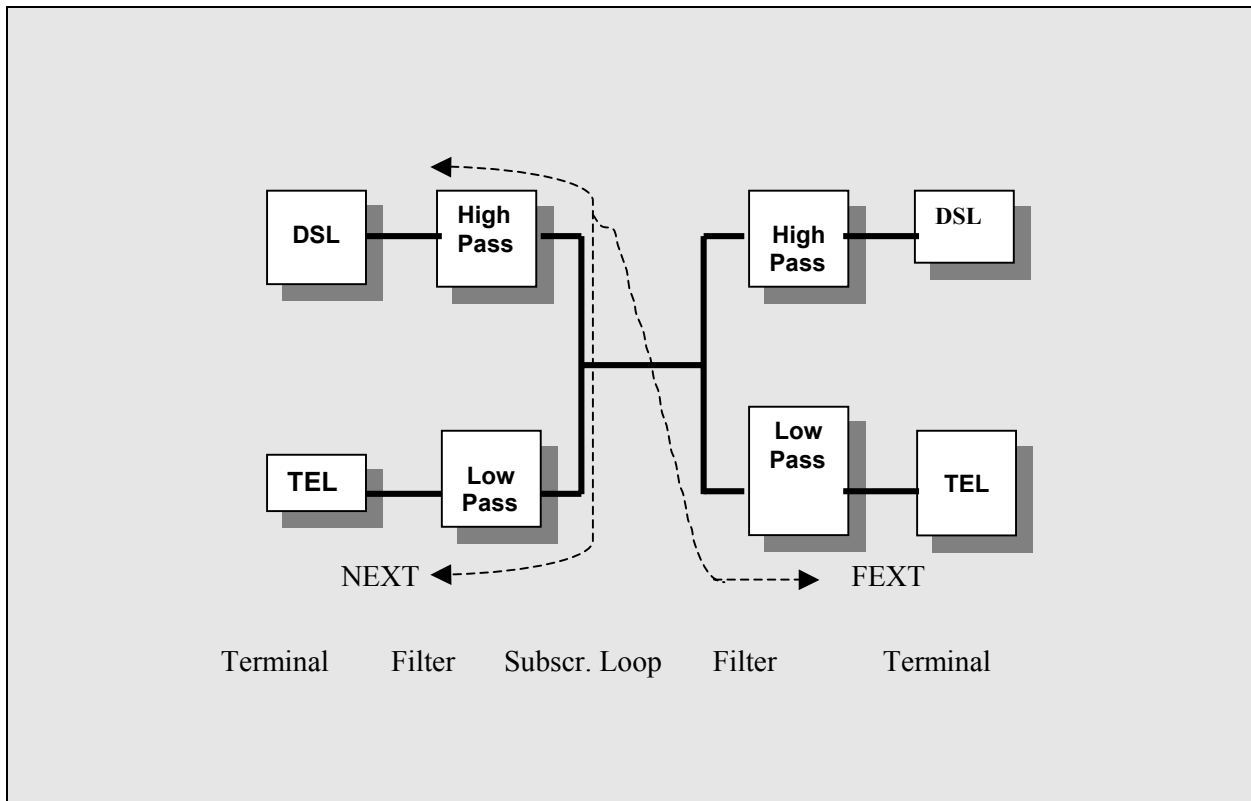 DSL
High
Pass
High
Pass
DSL
TEL
Low
Pass
Low
Pass
TEL
NEXT
FEXT
Terminal Filter Subscr. Loop Filter Terminal